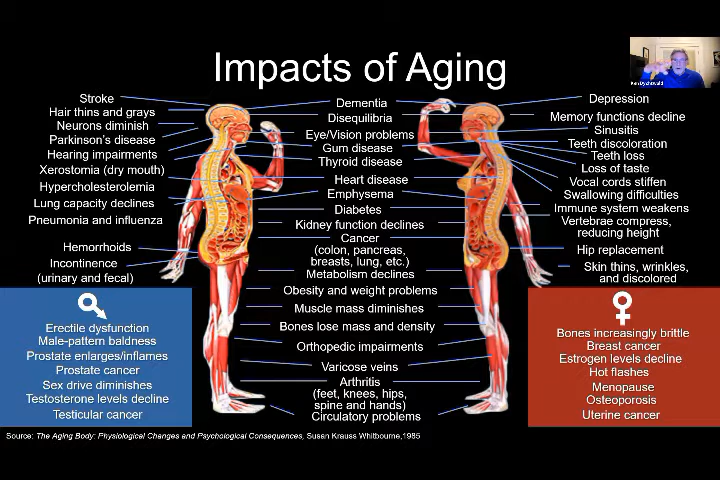 Impacts of Aging
Ken Dychtwald
Stroke
Hair thins and grays
Neurons diminish
Parkinson's disease
Hearing impairments
Xerostomia (dry mouth)
Hypercholesterolemia
Lung capacity declines
Pneumonia and influenza
Hemorrhoids
Incontinence
(urinary and fecal)
Dementia
Disequilibria
Eye/Vision problems
Gum disease
Thyroid disease
Heart disease
Emphysema
Diabetes
Kidney function declines
Cancer
(colon, pancreas,
breasts, lung, etc.)
Metabolism declines
Obesity and weight problems
Muscle mass diminishes
Bones lose mass and density
Orthopedic impairments
Varicose veins
Arthritis
(feet, knees, hips,
spine and hands)
Circulatory problems
Depression
Memory functions decline
Sinusitis
Teeth discoloration
Teeth loss
Loss of taste
Vocal cords stiffen
Swallowing difficulties
Immune system weakens
Vertebrae compress,
reducing height
Hip replacement
Skin thins, wrinkles,
and discolored
Erectile dysfunction
Male-pattern baldness
Prostate enlarges/inflames
Prostate cancer
Sex drive diminishes
Testosterone levels decline
Testicular cancer
Bones increasingly brittle
Breast cancer
Estrogen levels decline
Hot flashes
Menopause
Osteoporosis
Uterine cancer
Source: The Aging Body: Physiological Changes and Psychological Consequences, Susan Krauss Whitbourne,1985